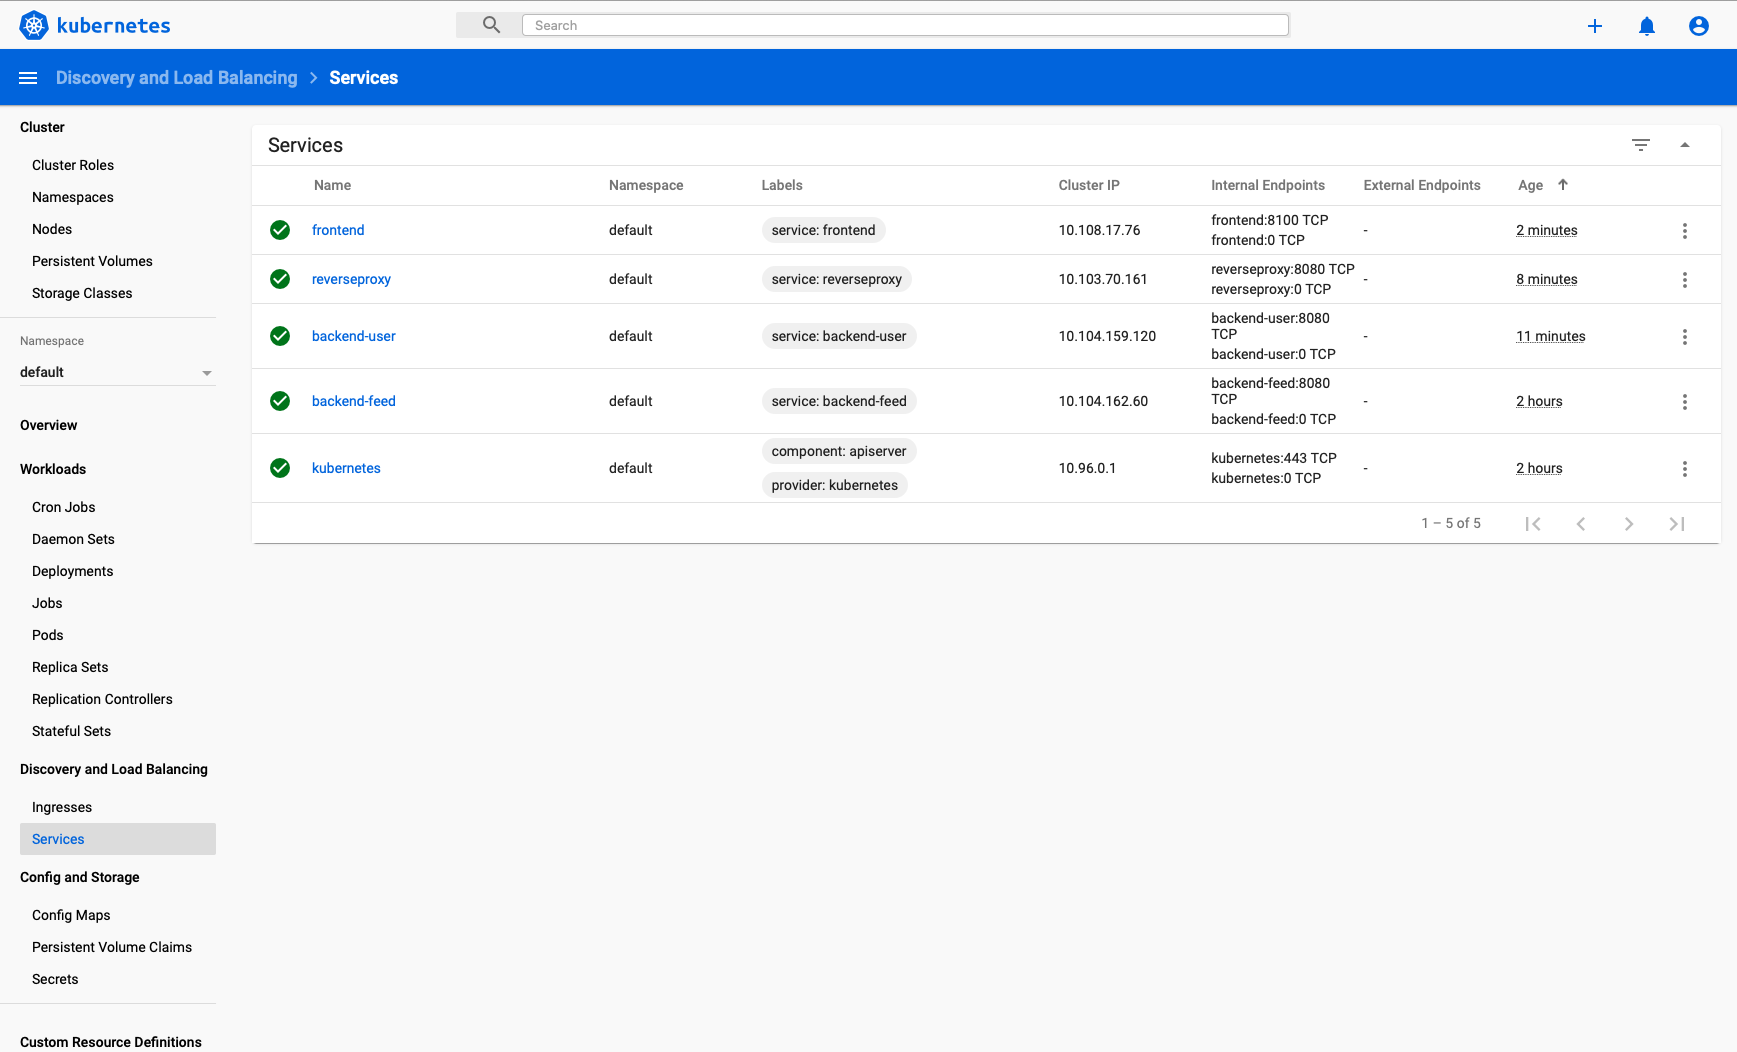 kubernetes
Search
Discovery and Load Balancing > Services
Cluster
Cluster Roles
Namespaces
Nodes
Persistent Volumes
Storage Classes
Namespace
default
Overview
Workloads
Cron Jobs
Daemon Sets
Deployments
Jobs
Pods
Replica Sets
Replication Controllers
Stateful Sets
Discovery and Load Balancing
Ingresses
Services
Config and Storage
Config Maps
Persistent Volume Claims
Secrets
Custom Resource Definitions
Services
Name Namespace Labels Cluster IP Internal Endpoints External Endpoints Age
frontend default service: frontend 10.108.17.76 frontend:8100 TCP
frontend:0 TCP - 2 minutes
reverseproxy default service: reverseproxy 10.103.70.161 reverseproxy:8080 TCP
reverseproxy:0 TCP - 8 minutes
backend-user default service: backend-user 10.104.159.120 backend-user:8080
TCP
backend-user:0 TCP - 11 minutes
backend-feed default service: backend-feed 10.104.162.60 backend-feed:8080
TCP
backend-feed:0 TCP - 2 hours
kubernetes default component: apiserver
provider: kubernetes 10.96.0.1 kubernetes:443 TCP
kubernetes:0 TCP - 2 hours
1 – 5 of 5